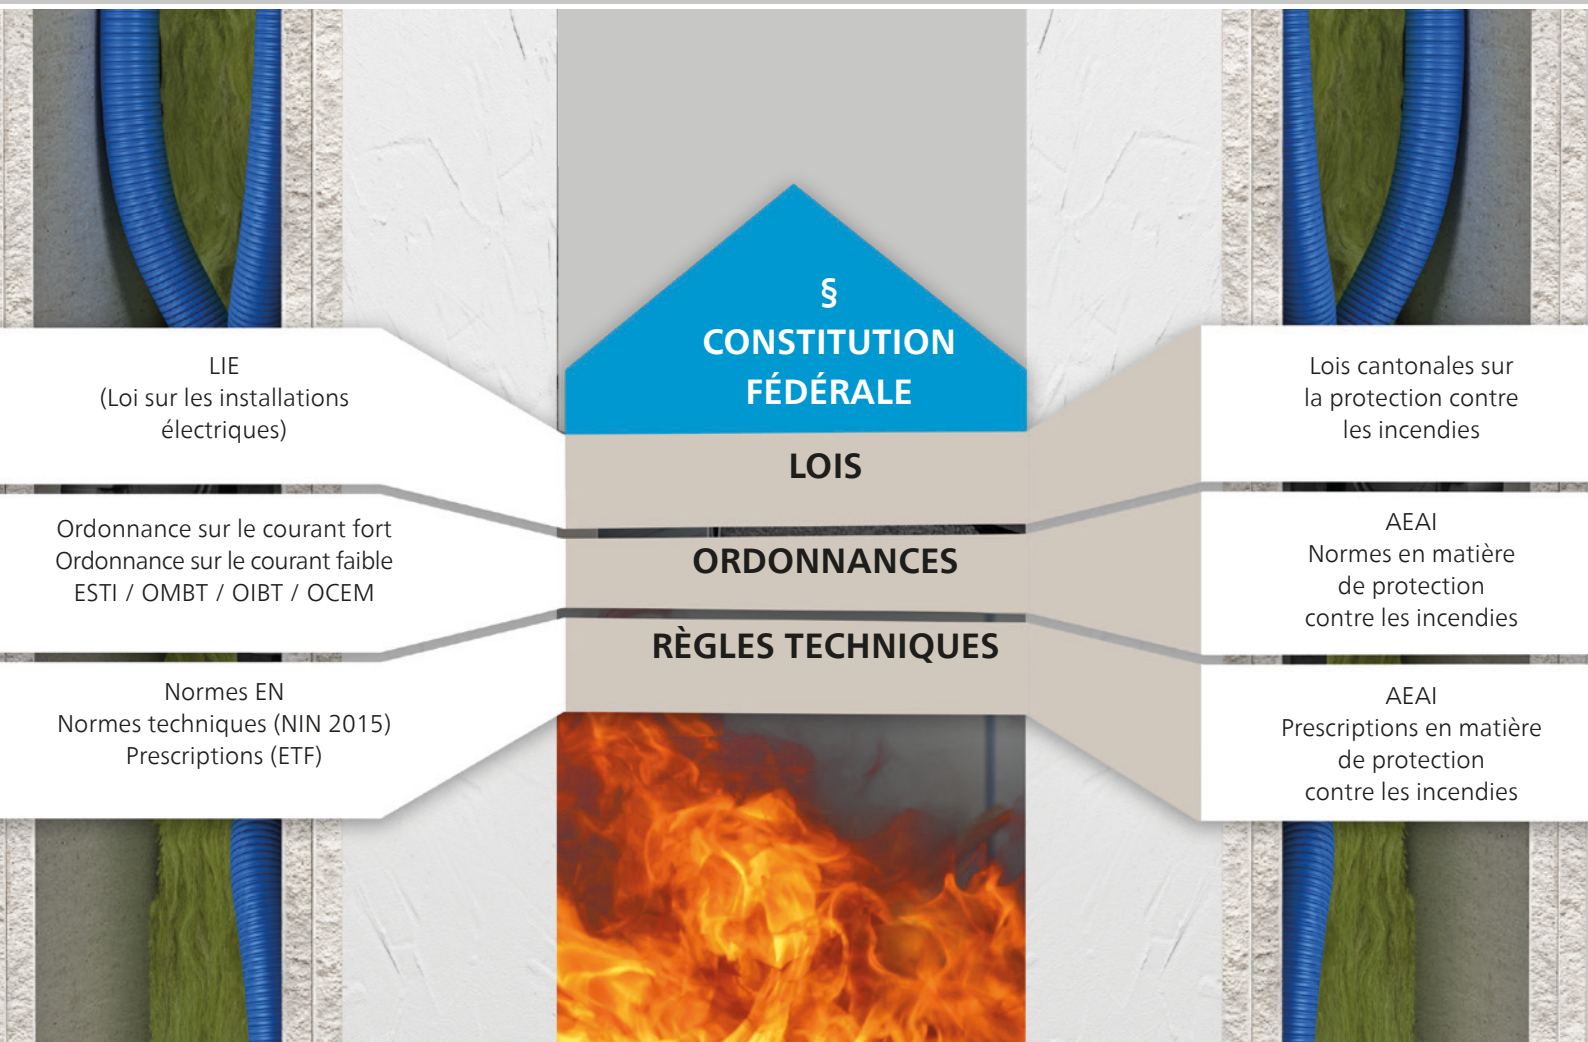 §
CONSTITUTION
FÉDÉRALE
LIE
(Loi sur les installations
électriques)
LOIS
Lois cantonales sur
la protection contre
les incendies
Ordonnance sur le courant fort
Ordonnance sur le courant faible
ESTI / OMBT / OIBT / OCEM
ORDONNANCES
AEAI
Normes en matière
de protection
contre les incendies
Normes EN
Normes techniques (NIN 2015)
Prescriptions (ETF)
RÈGLES TECHNIQUES
AEAI
Prescriptions en matière
de protection
contre les incendies